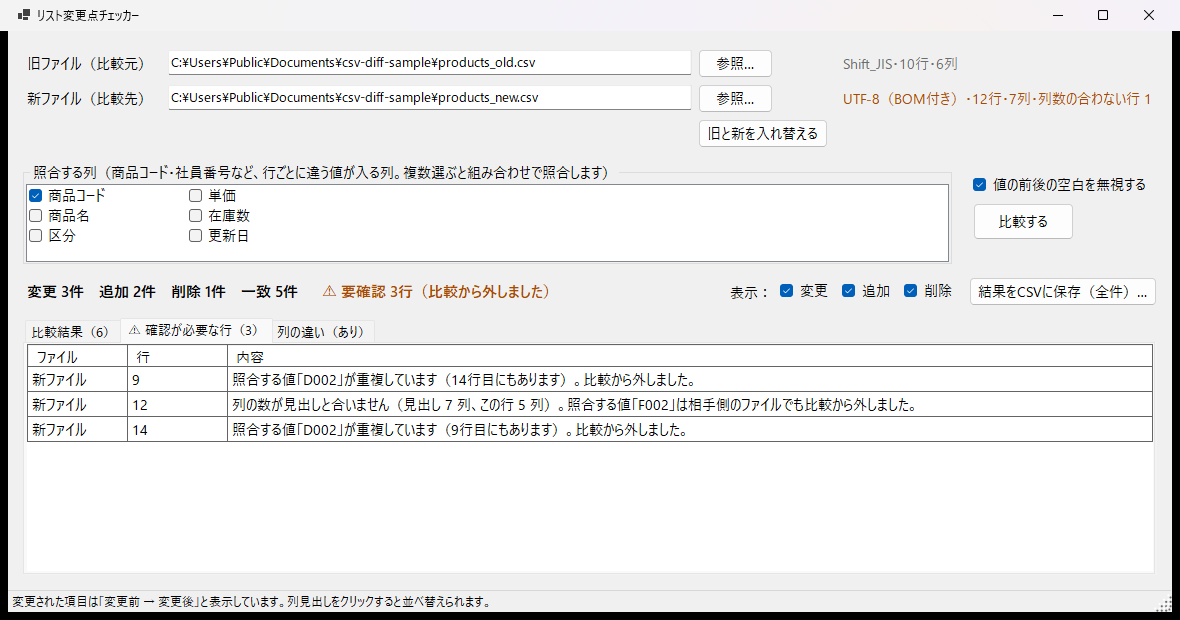 リスト変更点チェッカー
旧ファイル（比較元） C:¥Users¥Public¥Documents¥csv-diff-sample¥products_old.csv 参照... Shift_JIS・10行・6列
新ファイル（比較先） C:¥Users¥Public¥Documents¥csv-diff-sample¥products_new.csv 参照... UTF-8（BOM付き）・12行・7列・列数の合わない行 1
旧と新を入れ替える
照合する列（商品コード・社員番号など、行ごとに違う値が入る列。複数選ぶと組み合わせで照合します）
商品コード 単価 値の前後の空白を無視する
商品名 在庫数
区分 更新日 比較する
変更 3件 追加 2件 削除 1件 一致 5件 ⚠ 要確認 3行（比較から外しました） 表示： 変更 追加 削除 結果をCSVに保存（全件）...
比較結果（6） ⚠ 確認が必要な行（3） 列の違い（あり）
ファイル 行 内容
新ファイル 9 照合する値「D002」が重複しています（14行目にもあります）。比較から外しました。
新ファイル 12 列の数が見出しと合いません（見出し 7 列、この行 5 列）。照合する値「F002」は相手側のファイルでも比較から外しました。
新ファイル 14 照合する値「D002」が重複しています（9行目にもあります）。比較から外しました。
変更された項目は「変更前 → 変更後」と表示しています。列見出しをクリックすると並べ替えられます。